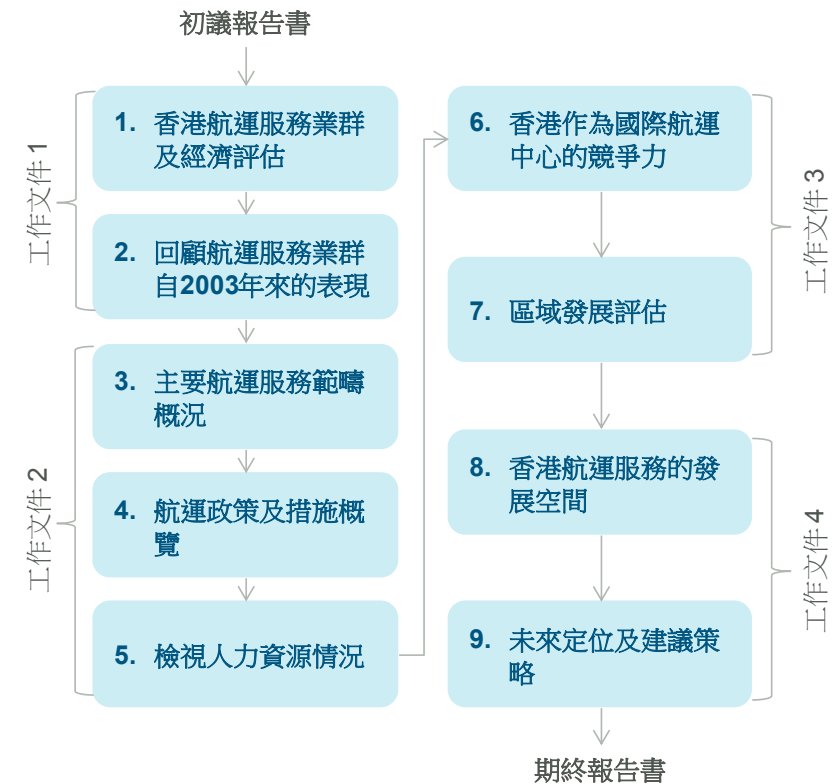 初議報告書
工作文件 1
1. 香港航運服務業群
及經濟評估
2. 回顧航運服務業群
自2003年來的表現
工作文件 2
3. 主要航運服務範疇
概況
4. 航運政策及措施概
覽
5. 檢視人力資源情況
6. 香港作為國際航運
中心的競爭力
7. 區域發展評估
工作文件 3
8. 香港航運服務的發
展空間
9. 未來定位及建議策
略
工作文件 4
期終報告書